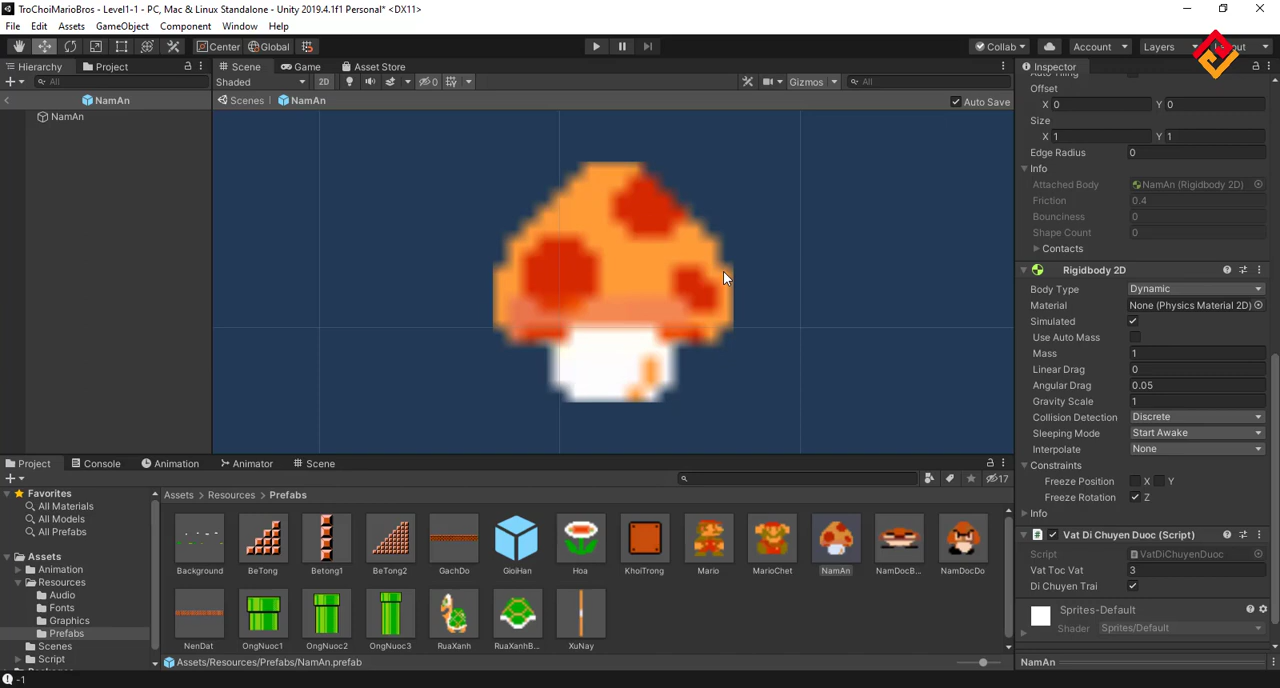 TroChoiMarioBros - Level1-1 - PC, Mac & Linux Standalone - Unity 2019.4.1f1 Personal* <DX11>
File Edit Assets GameObject Component Window Help
Center Global Collab Account Layers
Hierarchy Project
All
NamAn
NamAn
Scene Game Asset Store
Shaded 2D 0 Gizmos All
Scenes NamAn Auto Save
Inspector
Auto Tiling
Offset
X 0 Y 0
Size
X 1 Y 1
Edge Radius 0
Info
Attached Body NamAn (Rigidbody 2D)
Friction 0.4
Bounciness 0
Shape Count 0
Contacts
Rigidbody 2D
Body Type Dynamic
Material None (Physics Material 2D)
Simulated
Use Auto Mass
Mass 1
Linear Drag 0
Angular Drag 0.05
Gravity Scale 1
Collision Detection Discrete
Sleeping Mode Start Awake
Interpolate None
Constraints
Freeze Position X Y
Freeze Rotation Z
Info
Vat Di Chuyen Duoc (Script)
Script VatDiChuyenDuoc
Vat Toc Vat 3
Di Chuyen Trai
Sprites-Default
Shader Sprites/Default
NamAn
Project Console Animation Animator Scene
17
Favorites
All Materials
All Models
All Prefabs
Assets
Animation
Resources
Audio
Fonts
Graphics
Prefabs
Scenes
Script
Assets > Resources > Prefabs
Background BeTong Betong1 BeTong2 GachDo GioiHan Hoa KhoiTrong Mario MarioChet NamAn NamDocB... NamDocDo
NenDat OngNuoc1 OngNuoc2 OngNuoc3 RuaXanh RuaXanhB... XuNay
Assets/Resources/Prefabs/NamAn.prefab
-1